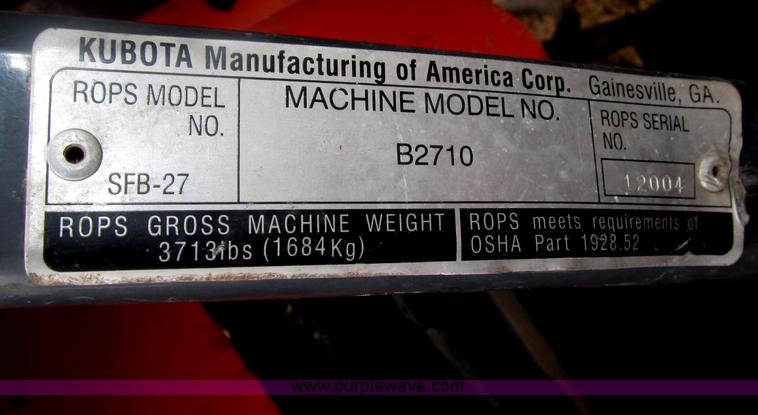 KUBOTA Manufacturing of America Corp. Gainesville, GA.
ROPS MODEL
NO.
SFB-27
MACHINE MODEL NO.
B2710
ROPS SERIAL
NO.
12004
ROPS GROSS MACHINE WEIGHT
3713lbs (1684Kg)
ROPS meets requirements of
OSHA Part 1928.52
www.purplewave.com